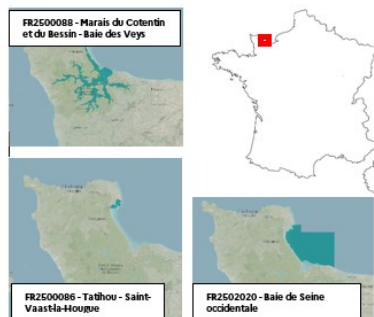 FR2500088 - Marais du Cotentin
et du Bessin - Baie des Veys
FR2500086 - Tatihou - Saint-
Vaast-la-Hougue
FR2502020 - Baie de Seine
occidentale